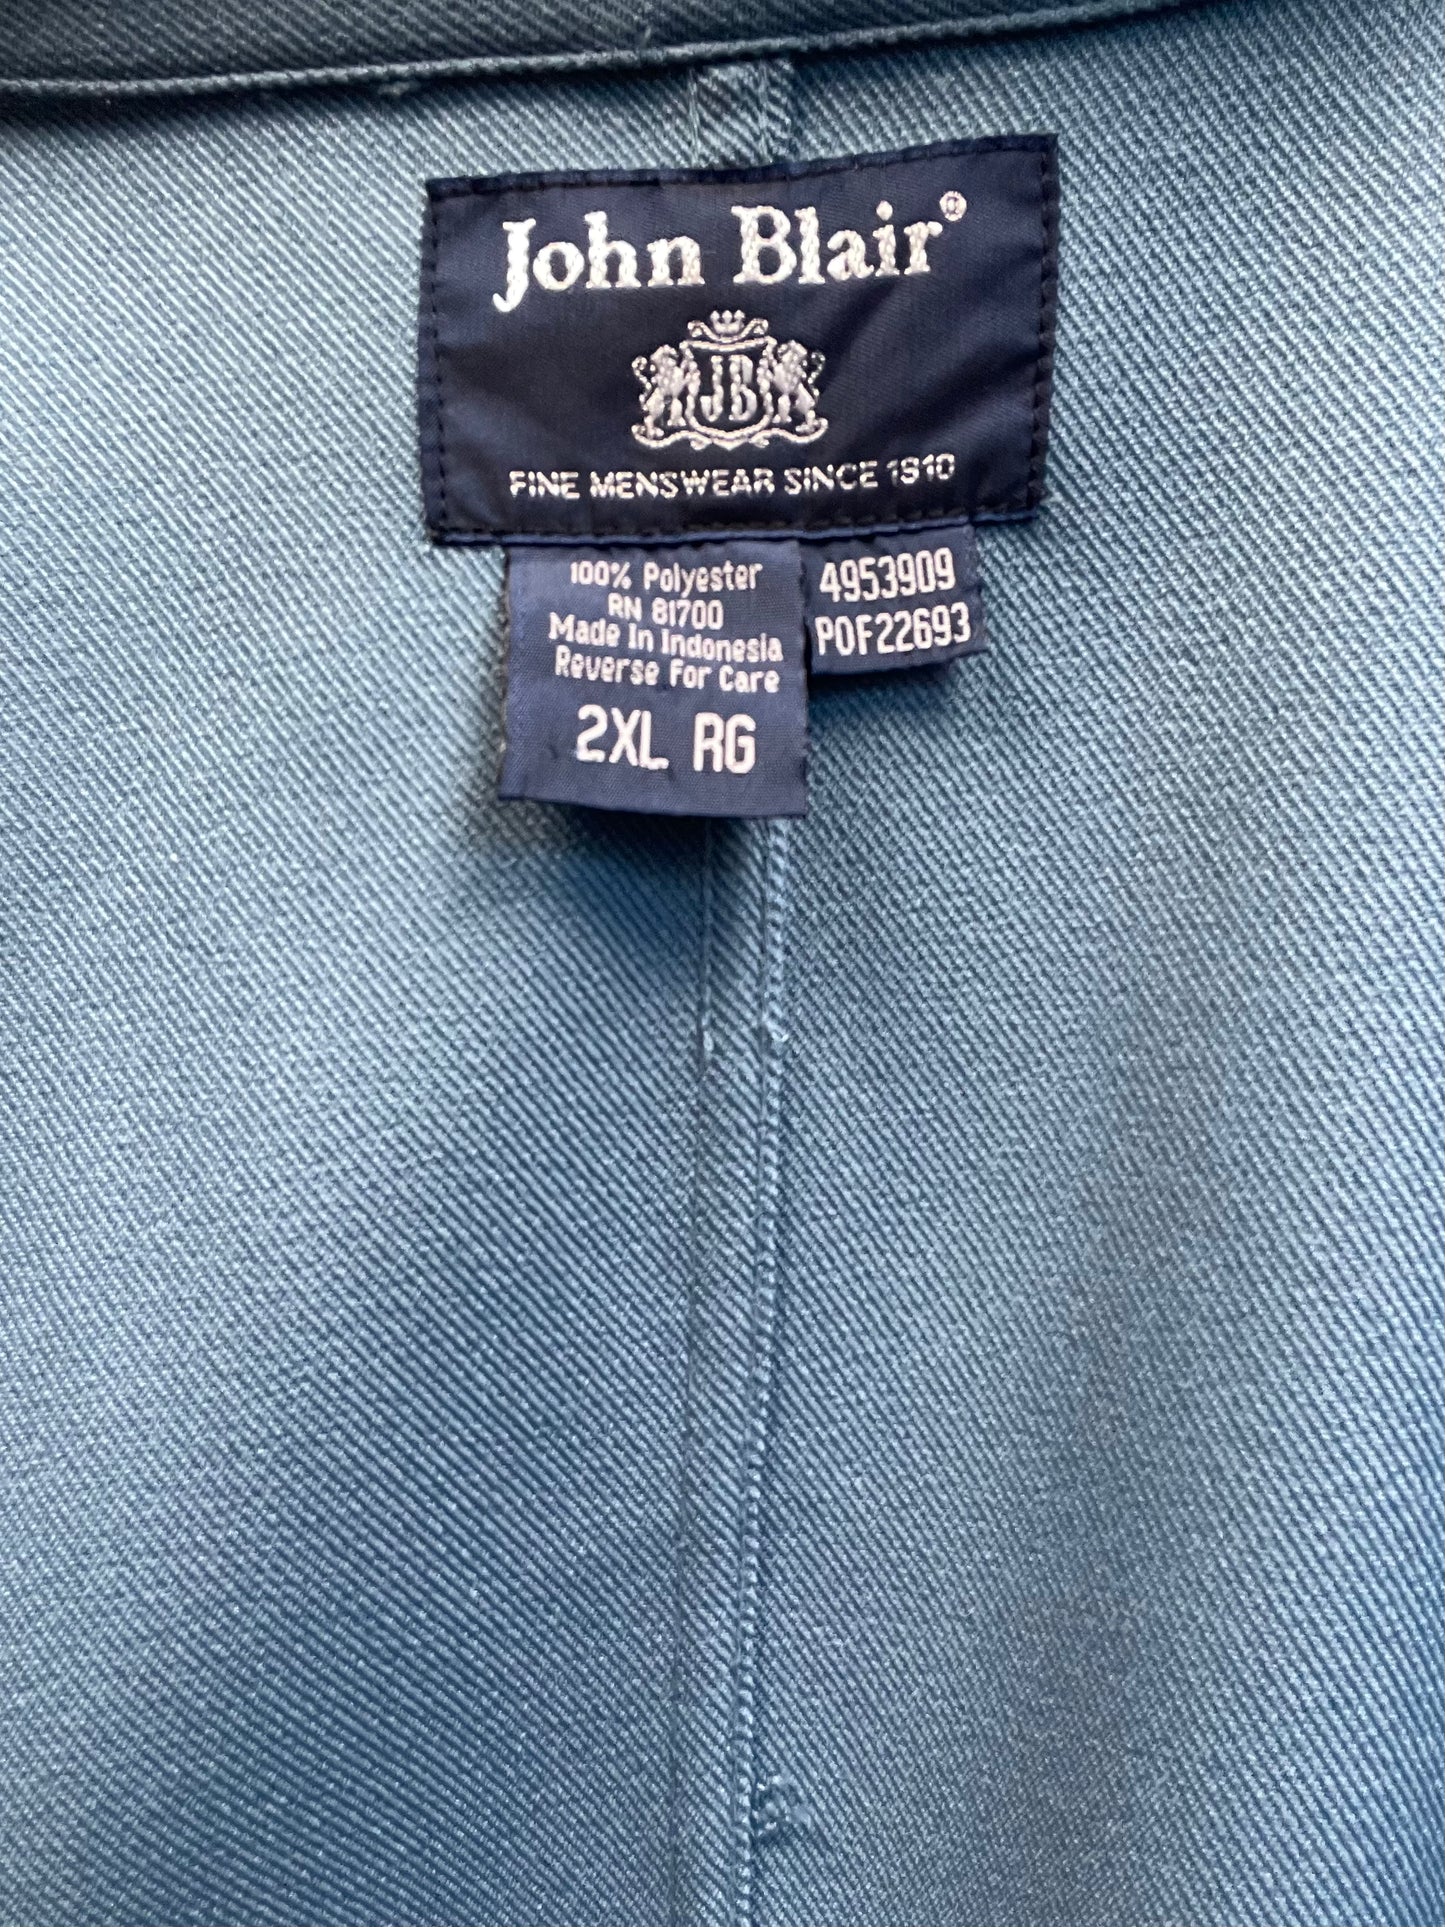 John Blair®
JB
FINE MENSWEAR SINCE 1910
100% Polyester
RN 81700
Made In Indonesia
Reverse For Care
2XL RG
4953909
POF22693